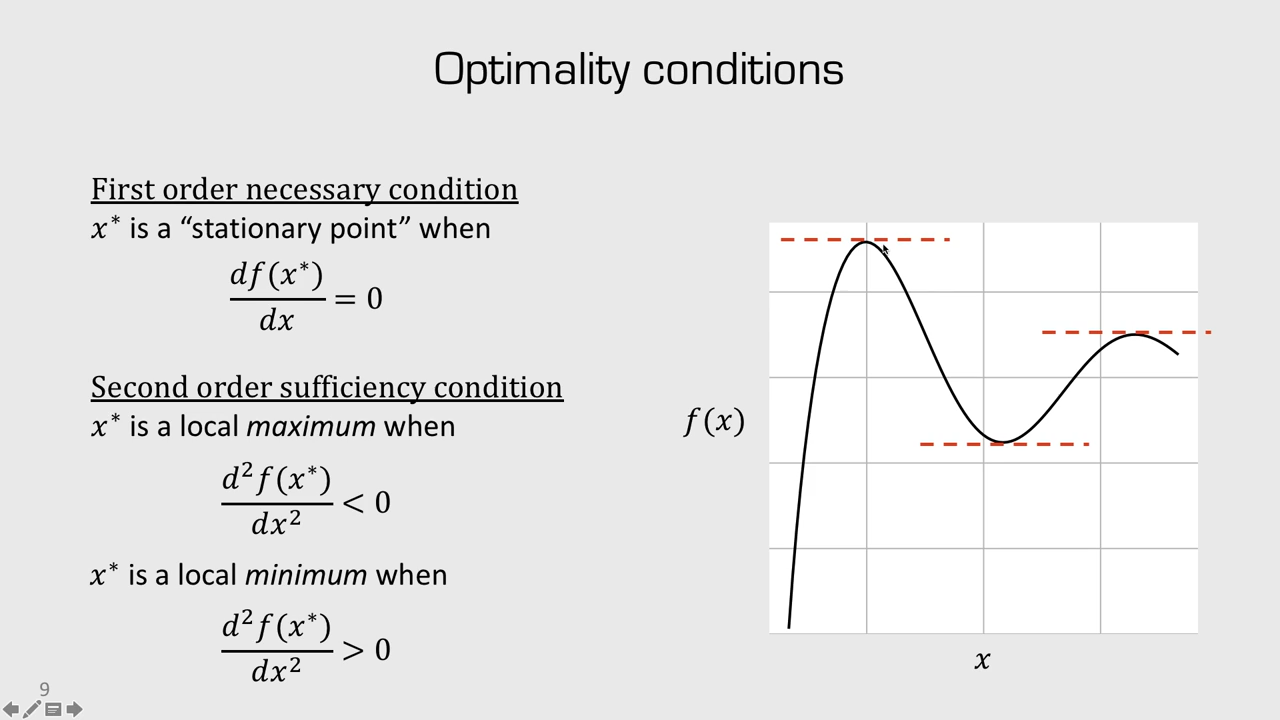 Optimality conditions
First order necessary condition
x* is a “stationary point” when
df(x*)/dx = 0
Second order sufficiency condition
x* is a local maximum when
d²f(x*)/dx² < 0
x* is a local minimum when
d²f(x*)/dx² > 0
f(x)
x
9